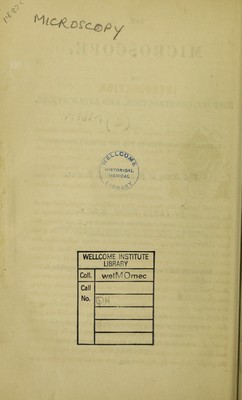 MICROSCOPY
WELLCOME
HISTORICAL
MEDICAL
LIBRARY
WELLCOME INSTITUTE
LIBRARY
Coll. welMOmec
Call
No. QH